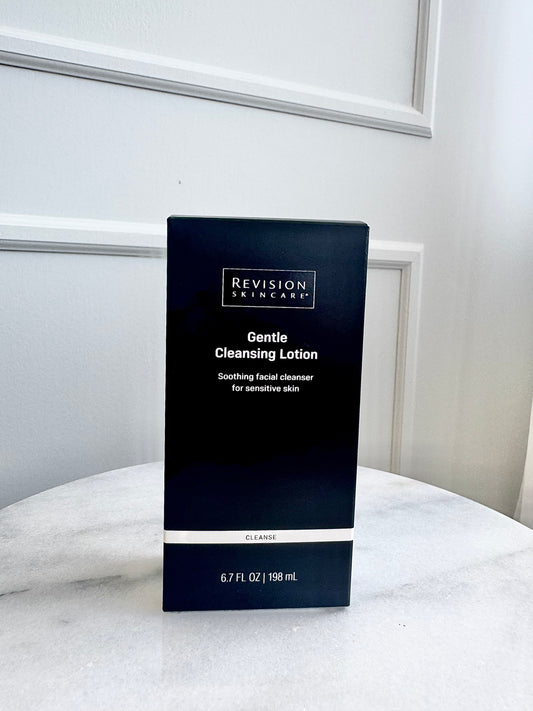 REVISION
SKINCARE®
Gentle
Cleansing Lotion
Soothing facial cleanser
for sensitive skin
CLEANSE
6.7 FL OZ | 198 mL